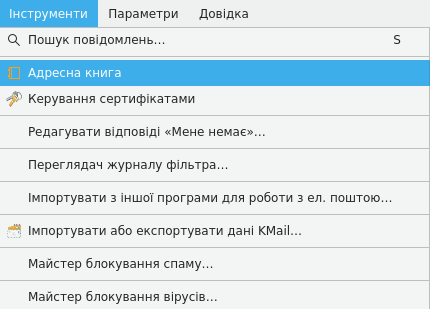 Інструменти Параметри Довідка
Пошук повідомлень... S
Адресна книга
Керування сертифікатами
Редагувати відповіді «Мене немає»...
Переглядач журналу фільтра...
Імпортувати з іншої програми для роботи з ел. поштою...
Імпортувати або експортувати дані KMail...
Майстер блокування спаму...
Майстер блокування вірусів...